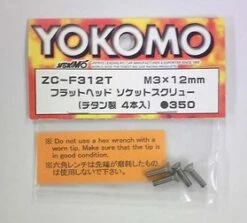 YOKOMO
ZC-F312T M3×12mm
フラットヘッド ソケットスクリュー
(チタン製 4本入) ●350
※ Do not use a hex wrench with a
worn tip. Make sure that the tip is
in good condition.
※六角レンチは先端が磨耗したもの
は使用しないで下さい。